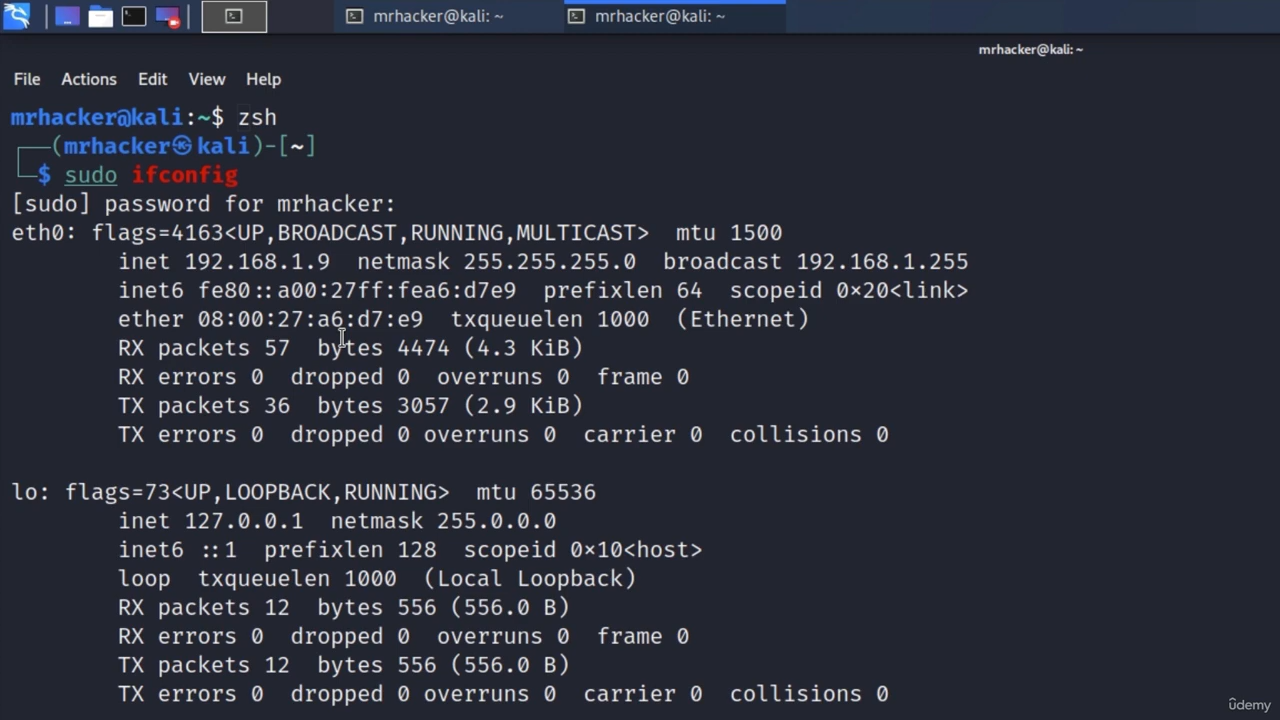 mrhacker@kali: ~
mrhacker@kali: ~
mrhacker@kali: ~
File Actions Edit View Help
mrhacker@kali:~$ zsh
┌──(mrhacker㉿kali)-[~]
└─$ sudo ifconfig
[sudo] password for mrhacker:
eth0: flags=4163<UP,BROADCAST,RUNNING,MULTICAST>  mtu 1500
        inet 192.168.1.9  netmask 255.255.255.0  broadcast 192.168.1.255
        inet6 fe80::a00:27ff:fea6:d7e9  prefixlen 64  scopeid 0×20<link>
        ether 08:00:27:a6:d7:e9  txqueuelen 1000  (Ethernet)
        RX packets 57  bytes 4474 (4.3 KiB)
        RX errors 0  dropped 0  overruns 0  frame 0
        TX packets 36  bytes 3057 (2.9 KiB)
        TX errors 0  dropped 0 overruns 0  carrier 0  collisions 0
lo: flags=73<UP,LOOPBACK,RUNNING>  mtu 65536
        inet 127.0.0.1  netmask 255.0.0.0
        inet6 ::1  prefixlen 128  scopeid 0×10<host>
        loop  txqueuelen 1000  (Local Loopback)
        RX packets 12  bytes 556 (556.0 B)
        RX errors 0  dropped 0  overruns 0  frame 0
        TX packets 12  bytes 556 (556.0 B)
        TX errors 0  dropped 0 overruns 0  carrier 0  collisions 0
ûdemy